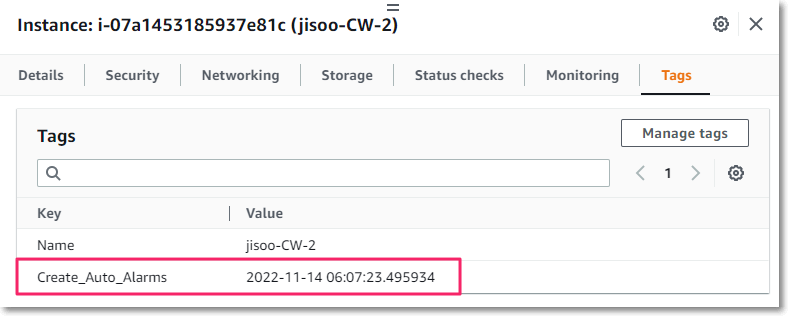 Instance: i-07a1453185937e81c (jisoo-CW-2)
Details Security Networking Storage Status checks Monitoring Tags
Tags
Manage tags
1
Key Value
Name jisoo-CW-2
Create_Auto_Alarms 2022-11-14 06:07:23.495934